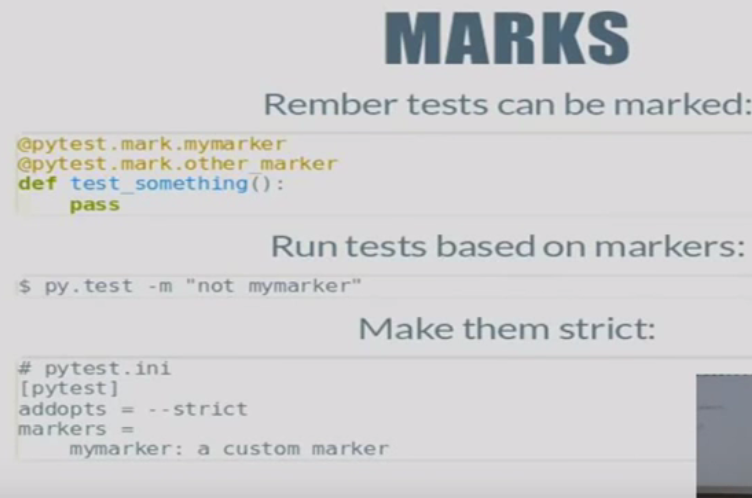 MARKS
Rember tests can be marked:
@pytest.mark.mymarker
@pytest.mark.other_marker
def test_something():
    pass
Run tests based on markers:
$ py.test -m "not mymarker"
Make them strict:
# pytest.ini
[pytest]
addopts = --strict
markers =
    mymarker: a custom marker